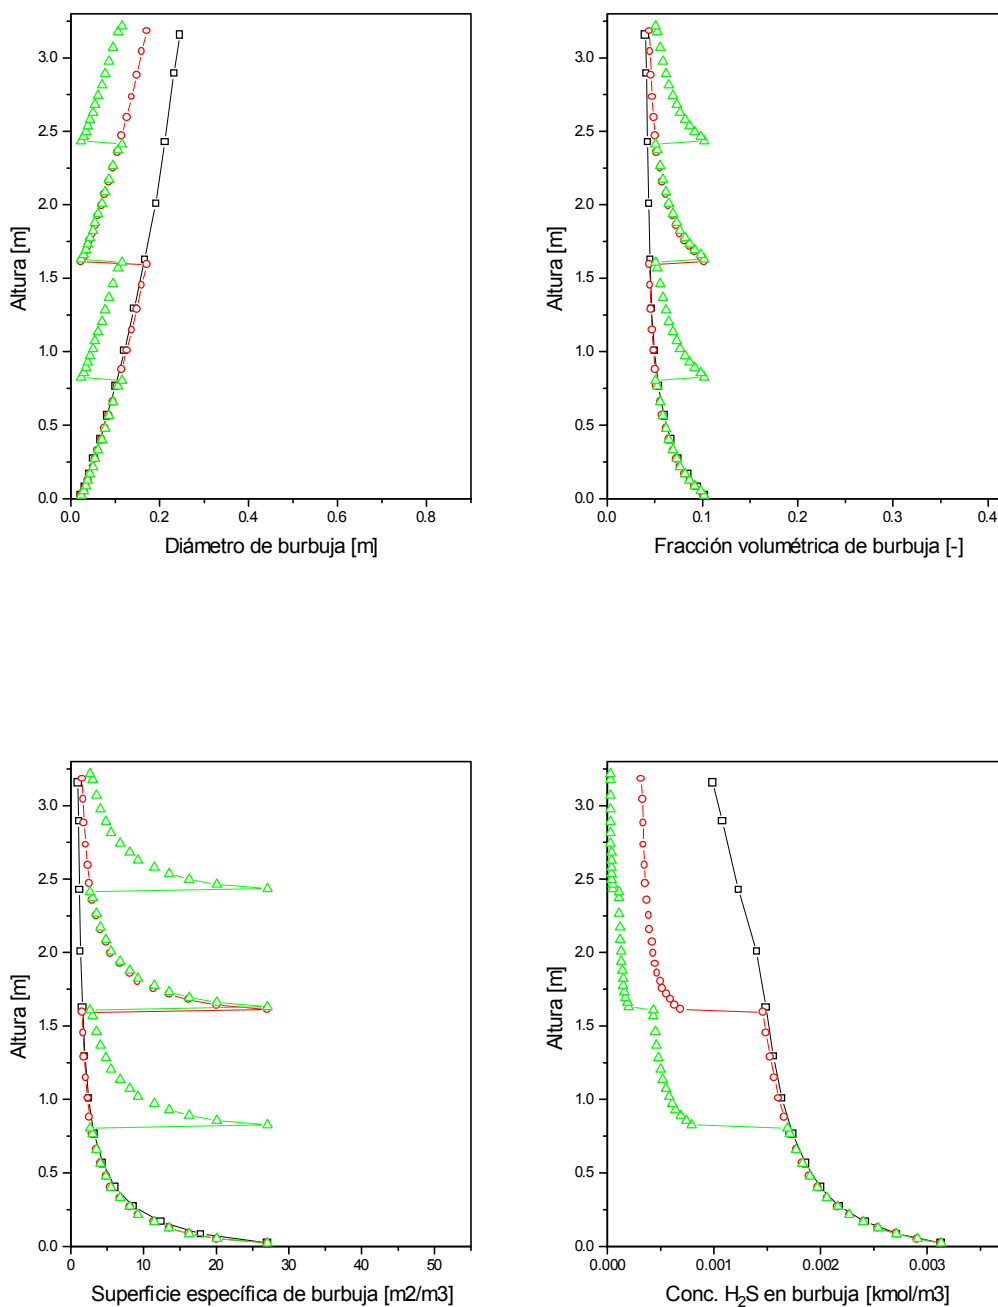 3.0
2.5
2.0
1.5
1.0
0.5
0.0
Altura [m]
0.0 0.2 0.4 0.6 0.8
Diámetro de burbuja [m]
3.0
2.5
2.0
1.5
1.0
0.5
0.0
Altura [m]
0.0 0.1 0.2 0.3 0.4
Fracción volumétrica de burbuja [-]
3.0
2.5
2.0
1.5
1.0
0.5
0.0
Altura [m]
0 10 20 30 40 50
Superficie específica de burbuja [m2/m3]
3.0
2.5
2.0
1.5
1.0
0.5
0.0
Altura [m]
0.000 0.001 0.002 0.003
Conc. H₂S en burbuja [kmol/m3]